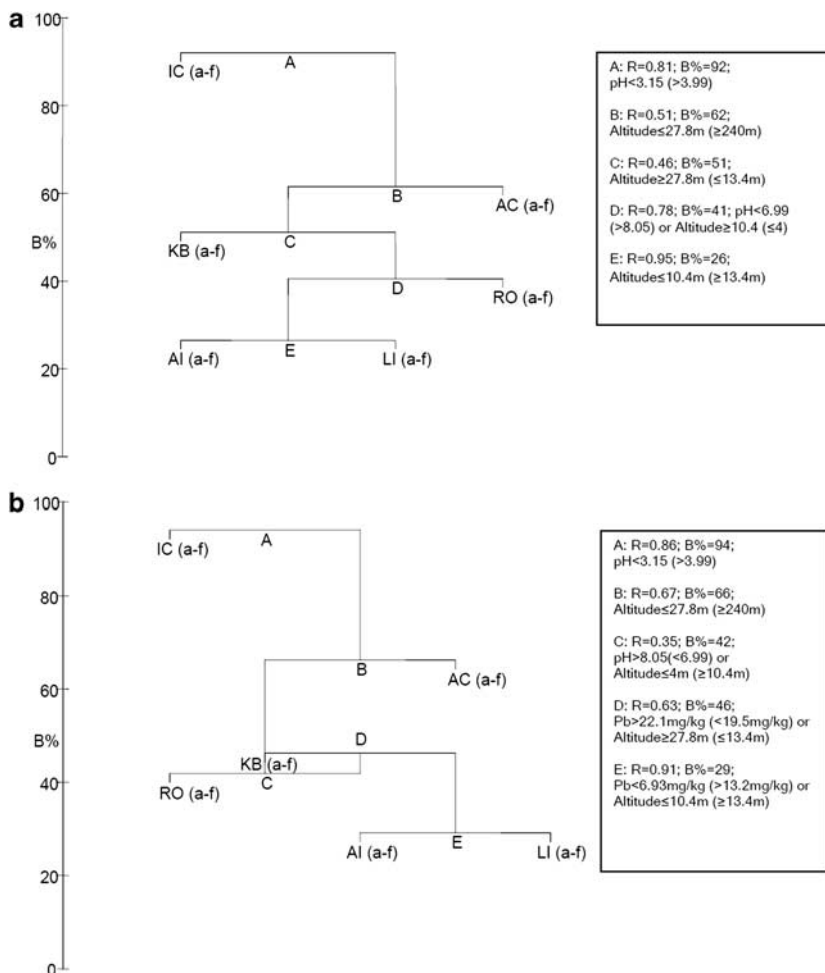 a
100
80
60
B%
40
20
0
IC (a-f)
A
B
AC (a-f)
KB (a-f)
C
D
RO (a-f)
AI (a-f)
E
LI (a-f)
A: R=0.81; B%=92;
pH<3.15 (>3.99)
B: R=0.51; B%=62;
Altitude≤27.8m (≥240m)
C: R=0.46; B%=51;
Altitude≥27.8m (≤13.4m)
D: R=0.78; B%=41; pH<6.99
(>8.05) or Altitude≥10.4 (≤4)
E: R=0.95; B%=26;
Altitude≤10.4m (≥13.4m)
b
100
80
60
B%
40
20
0
IC (a-f)
A
B
AC (a-f)
D
KB (a-f)
RO (a-f)
C
AI (a-f)
E
LI (a-f)
A: R=0.86; B%=94;
pH<3.15 (>3.99)
B: R=0.67; B%=66;
Altitude≤27.8m (≥240m)
C: R=0.35; B%=42;
pH>8.05(<6.99) or
Altitude≤4m (≥10.4m)
D: R=0.63; B%=46;
Pb>22.1mg/kg (<19.5mg/kg) or
Altitude≥27.8m (≤13.4m)
E: R=0.91; B%=29;
Pb<6.93mg/kg (>13.2mg/kg) or
Altitude≤10.4m (≥13.4m)